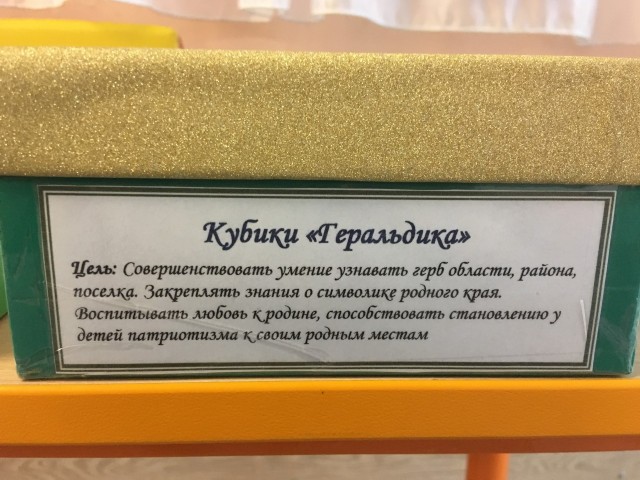 Кубики «Геральдика»
Цель: Совершенствовать умение узнавать герб области, района,
поселка. Закреплять знания о символике родного края.
Воспитывать любовь к родине, способствовать становлению у
детей патриотизма к своим родным местам